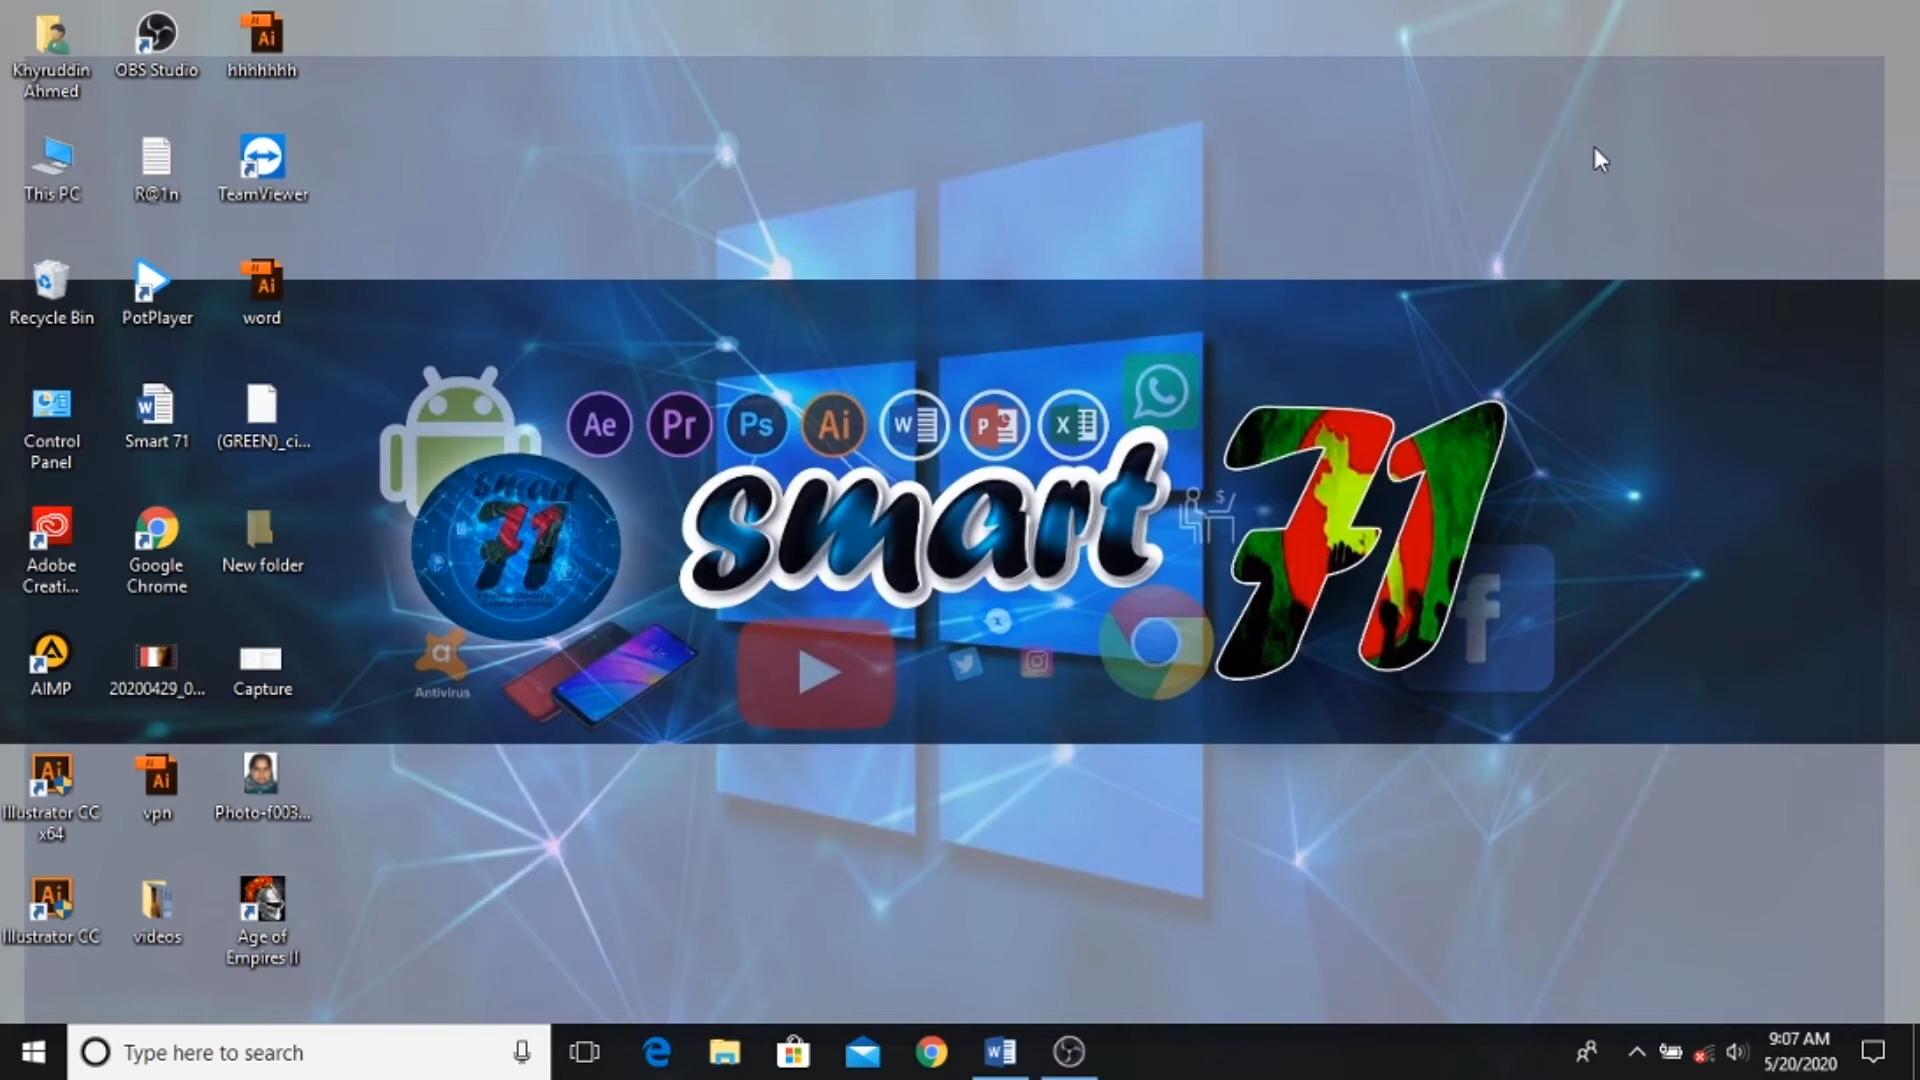 Khyruddin
Ahmed
OBS Studio
hhhhhhh
This PC
R@1n
TeamViewer
Recycle Bin
PotPlayer
word
Control
Panel
Smart 71
(GREEN)_ci...
Adobe
Creati...
Google
Chrome
New folder
AIMP
20200429_0...
Capture
Illustrator CC
x64
vpn
Photo-f003...
Illustrator CC
videos
Age of
Empires II
Ae Pr Ps Ai W P X
smart 71
smart
71
Antivirus
f
Type here to search
9:07 AM
5/20/2020